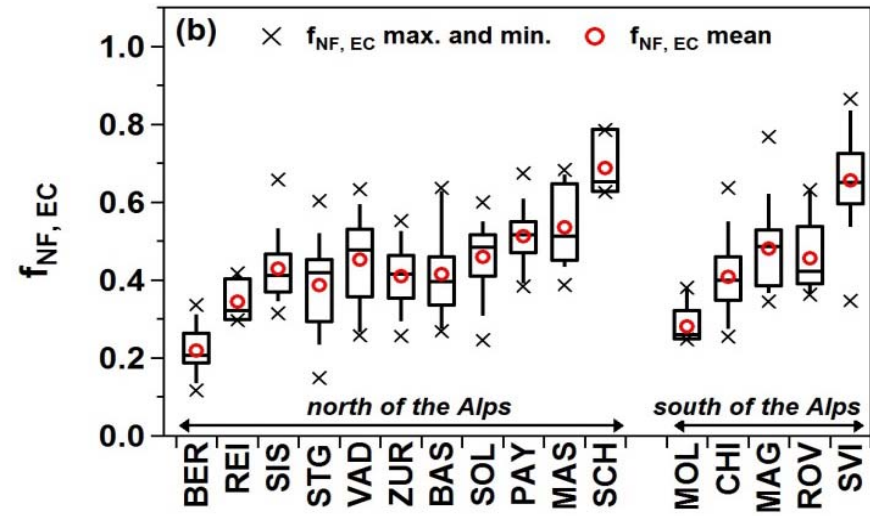 (b) × f_NF, EC max. and min. o f_NF, EC mean
1.0
0.8
0.6
0.4
0.2
0.0
f_NF, EC
north of the Alps south of the Alps
BER REI SIS STG VAD ZUR BAS SOL PAY MAS SCH MOL CHI MAG ROV SVI